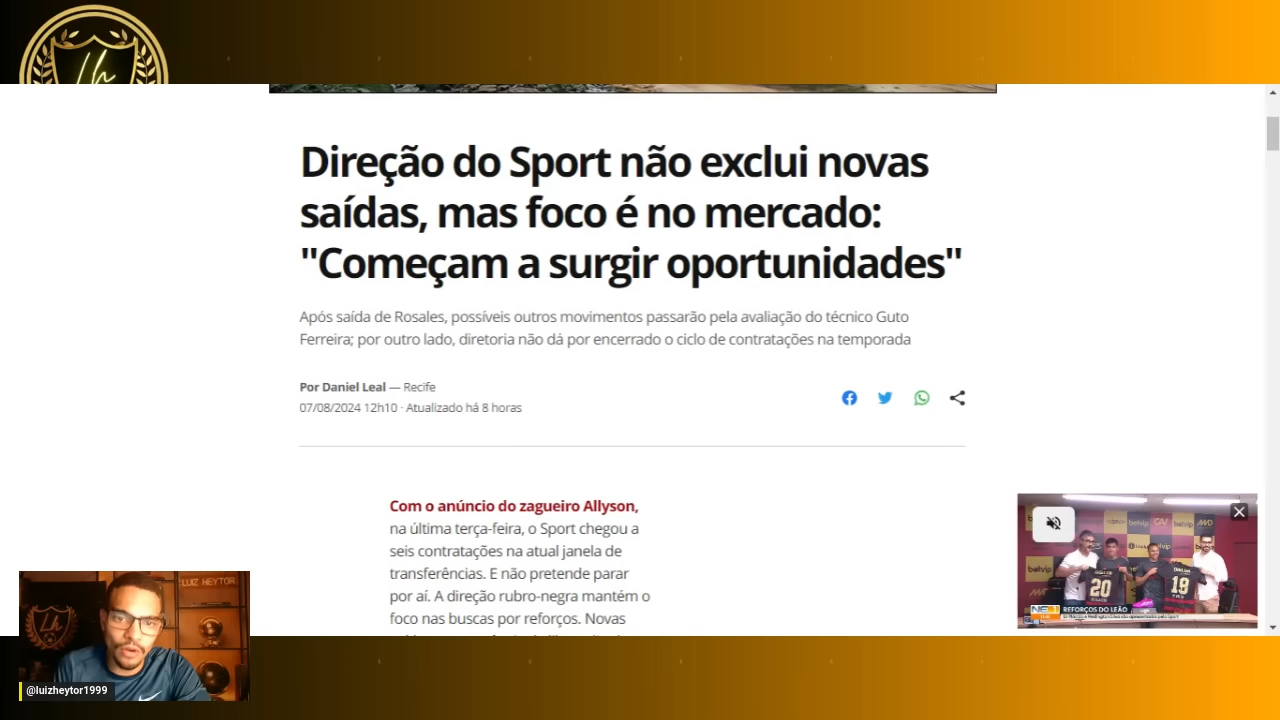 Lh
Direção do Sport não exclui novas
saídas, mas foco é no mercado:
"Começam a surgir oportunidades"
Após saída de Rosales, possíveis outros movimentos passarão pela avaliação do técnico Guto
Ferreira; por outro lado, diretoria não dá por encerrado o ciclo de contratações na temporada
Por Daniel Leal — Recife
07/08/2024 12h10 · Atualizado há 8 horas
Com o anúncio do zagueiro Allyson,
na última terça-feira, o Sport chegou a
seis contratações na atual janela de
transferências. E não pretende parar
por aí. A direção rubro-negra mantém o
foco nas buscas por reforços. Novas
betvip
20
19
NE1
REFORÇOS DO LEÃO
LUIZ HEYTOR
Lh
@luizheytor1999